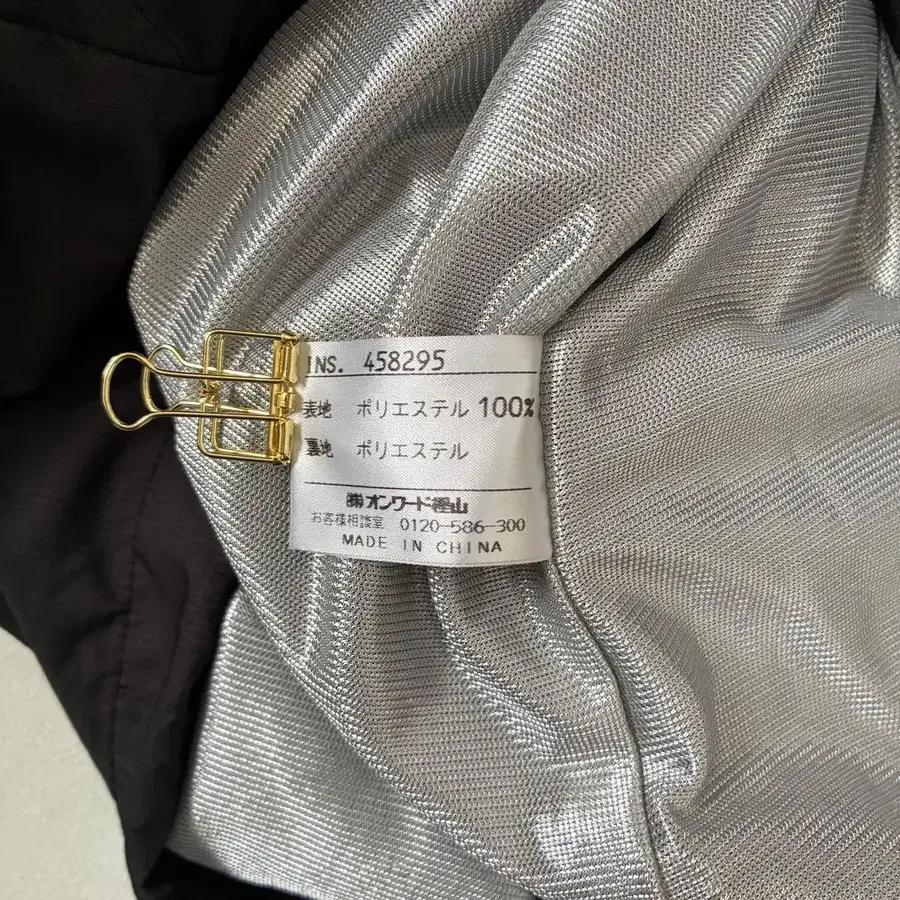 INS. 458295
表地 ポリエステル 100%
裏地 ポリエステル
㈱オンワード樫山
お客様相談室 0120-586-300
MADE IN CHINA